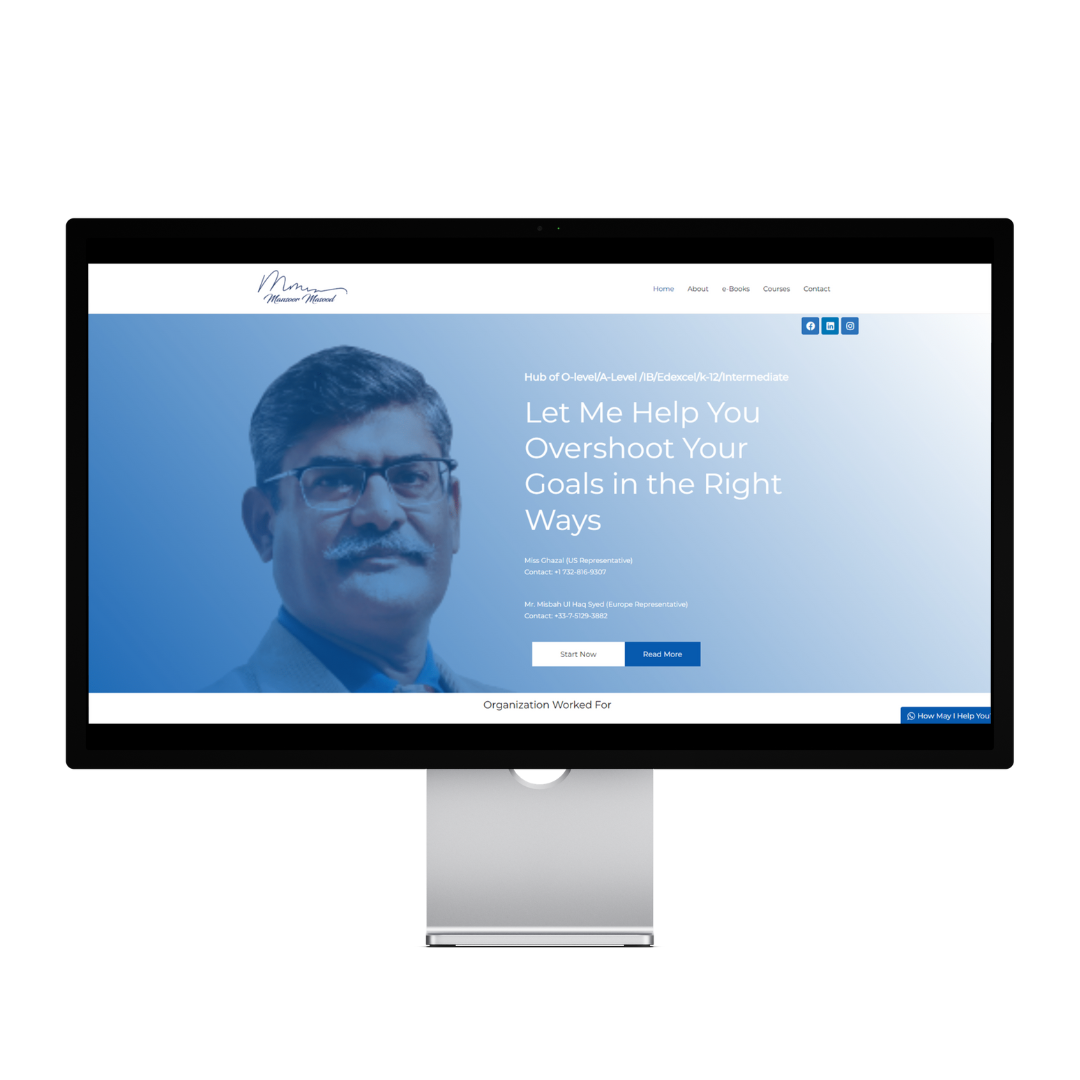 Mansoor Masood
Home About e-Books Courses Contact
Hub of O-level/A-Level /IB/Edexcel/k-12/Intermediate
Let Me Help You
Overshoot Your
Goals in the Right
Ways
Miss Ghazal (US Representative)
Contact: +1 732-816-9307
Mr. Misbah Ul Haq Syed (Europe Representative)
Contact: +33-7-5129-3882
Start Now Read More
Organization Worked For
How May I Help You